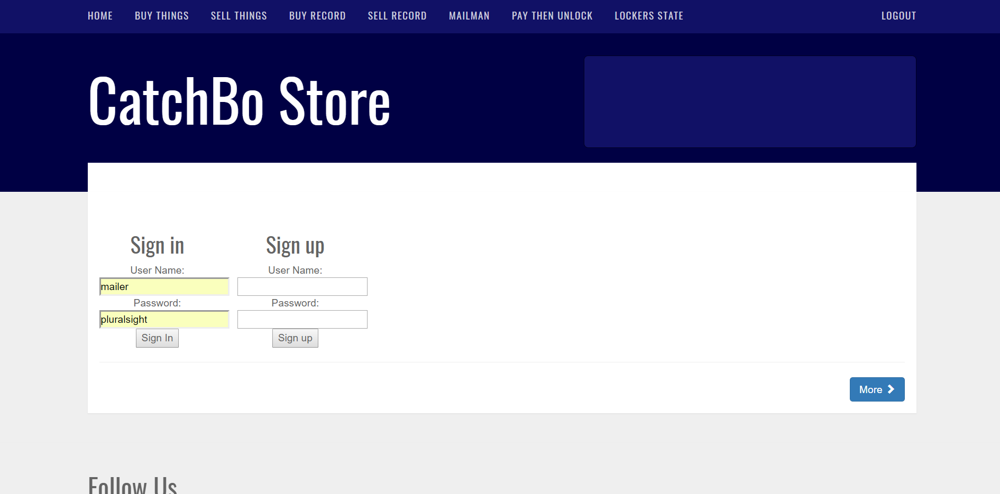 HOME BUY THINGS SELL THINGS BUY RECORD SELL RECORD MAILMAN PAY THEN UNLOCK LOCKERS STATE LOGOUT
CatchBo Store
Sign in Sign up
User Name: User Name:
mailer
Password: Password:
pluralsight
Sign In Sign up
More
Follow Us